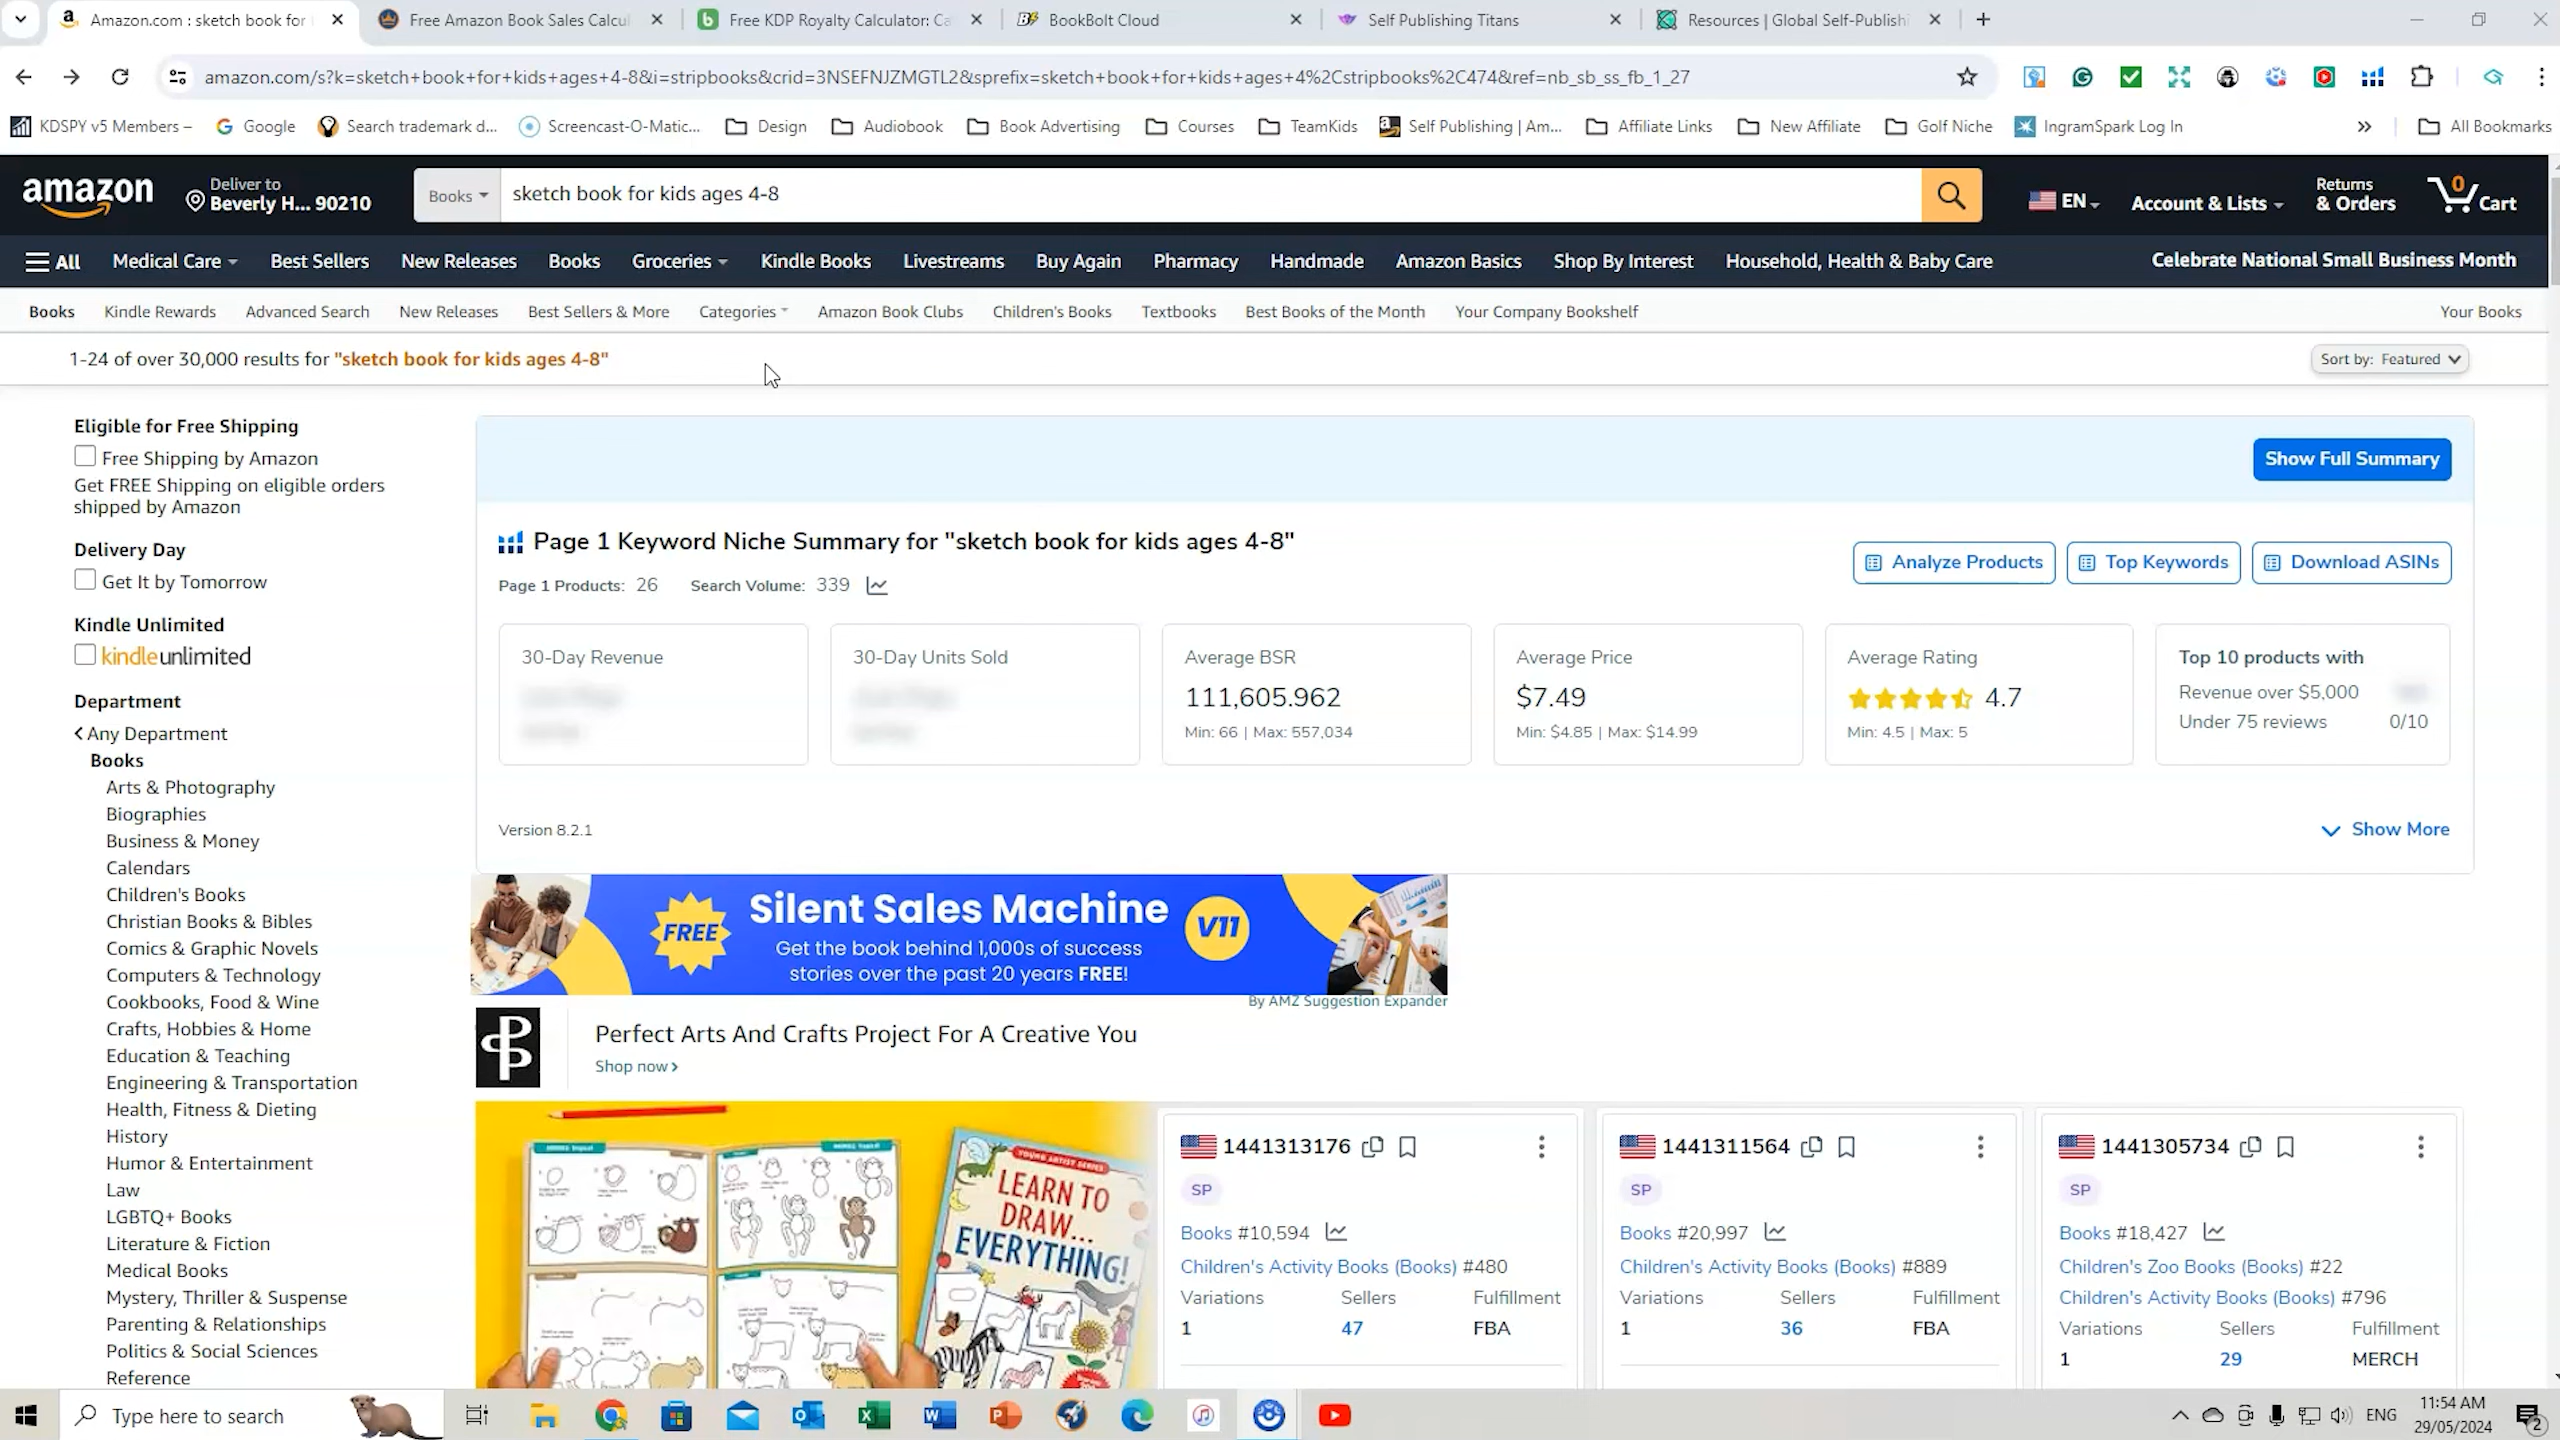 Amazon.com : sketch book for
Free Amazon Book Sales Calcul
Free KDP Royalty Calculator: Ca
BookBolt Cloud
Self Publishing Titans
Resources | Global Self-Publish
amazon.com/s?k=sketch+book+for+kids+ages+4-8&i=stripbooks&crid=3NSEFNJZMGTL2&sprefix=sketch+book+for+kids+ages+4%2Cstripbooks%2C474&ref=nb_sb_ss_fb_1_27
KDSPY v5 Members –
Google
Search trademark d...
Screencast-O-Matic...
Design
Audiobook
Book Advertising
Courses
TeamKids
Self Publishing | Am...
Affiliate Links
New Affiliate
Golf Niche
IngramSpark Log In
All Bookmarks
amazon
Deliver to
Beverly H... 90210
Books
sketch book for kids ages 4-8
EN
Account & Lists
Returns
& Orders
0
Cart
All
Medical Care
Best Sellers
New Releases
Books
Groceries
Kindle Books
Livestreams
Buy Again
Pharmacy
Handmade
Amazon Basics
Shop By Interest
Household, Health & Baby Care
Celebrate National Small Business Month
Books
Kindle Rewards
Advanced Search
New Releases
Best Sellers & More
Categories
Amazon Book Clubs
Children's Books
Textbooks
Best Books of the Month
Your Company Bookshelf
Your Books
1-24 of over 30,000 results for "sketch book for kids ages 4-8"
Sort by: Featured
Eligible for Free Shipping
Free Shipping by Amazon
Get FREE Shipping on eligible orders
shipped by Amazon
Delivery Day
Get It by Tomorrow
Kindle Unlimited
kindleunlimited
Department
Any Department
Books
Arts & Photography
Biographies
Business & Money
Calendars
Children's Books
Christian Books & Bibles
Comics & Graphic Novels
Computers & Technology
Cookbooks, Food & Wine
Crafts, Hobbies & Home
Education & Teaching
Engineering & Transportation
Health, Fitness & Dieting
History
Humor & Entertainment
Law
LGBTQ+ Books
Literature & Fiction
Medical Books
Mystery, Thriller & Suspense
Parenting & Relationships
Politics & Social Sciences
Reference
Show Full Summary
Page 1 Keyword Niche Summary for "sketch book for kids ages 4-8"
Page 1 Products: 26
Search Volume: 339
Analyze Products
Top Keywords
Download ASINs
30-Day Revenue
30-Day Units Sold
Average BSR
111,605.962
Min: 66 | Max: 557,034
Average Price
$7.49
Min: $4.85 | Max: $14.99
Average Rating
4.7
Min: 4.5 | Max: 5
Top 10 products with
Revenue over $5,000
Under 75 reviews 0/10
Version 8.2.1
Show More
FREE
Silent Sales Machine
Get the book behind 1,000s of success
stories over the past 20 years FREE!
V11
By AMZ Suggestion Expander
Perfect Arts And Crafts Project For A Creative You
Shop now
YOUNG ARTIST SERIES
LEARN TO
DRAW...
EVERYTHING!
1441313176
SP
Books #10,594
Children's Activity Books (Books) #480
Variations Sellers Fulfillment
1 47 FBA
1441311564
SP
Books #20,997
Children's Activity Books (Books) #889
Variations Sellers Fulfillment
1 36 FBA
1441305734
SP
Books #18,427
Children's Zoo Books (Books) #22
Children's Activity Books (Books) #796
Variations Sellers Fulfillment
1 29 MERCH
Type here to search
ENG
11:54 AM
29/05/2024
2